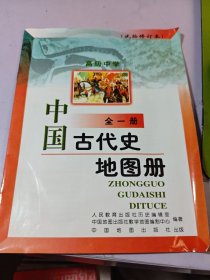 (试验修订本)
高级中学
中国
全一册
古代史
地图册
ZHONGGUO
GUDAISHI
DITUCE
人民教育出版社历史编辑室
中国地图出版社教学地图编制中心 编著
中国地图出版社出版